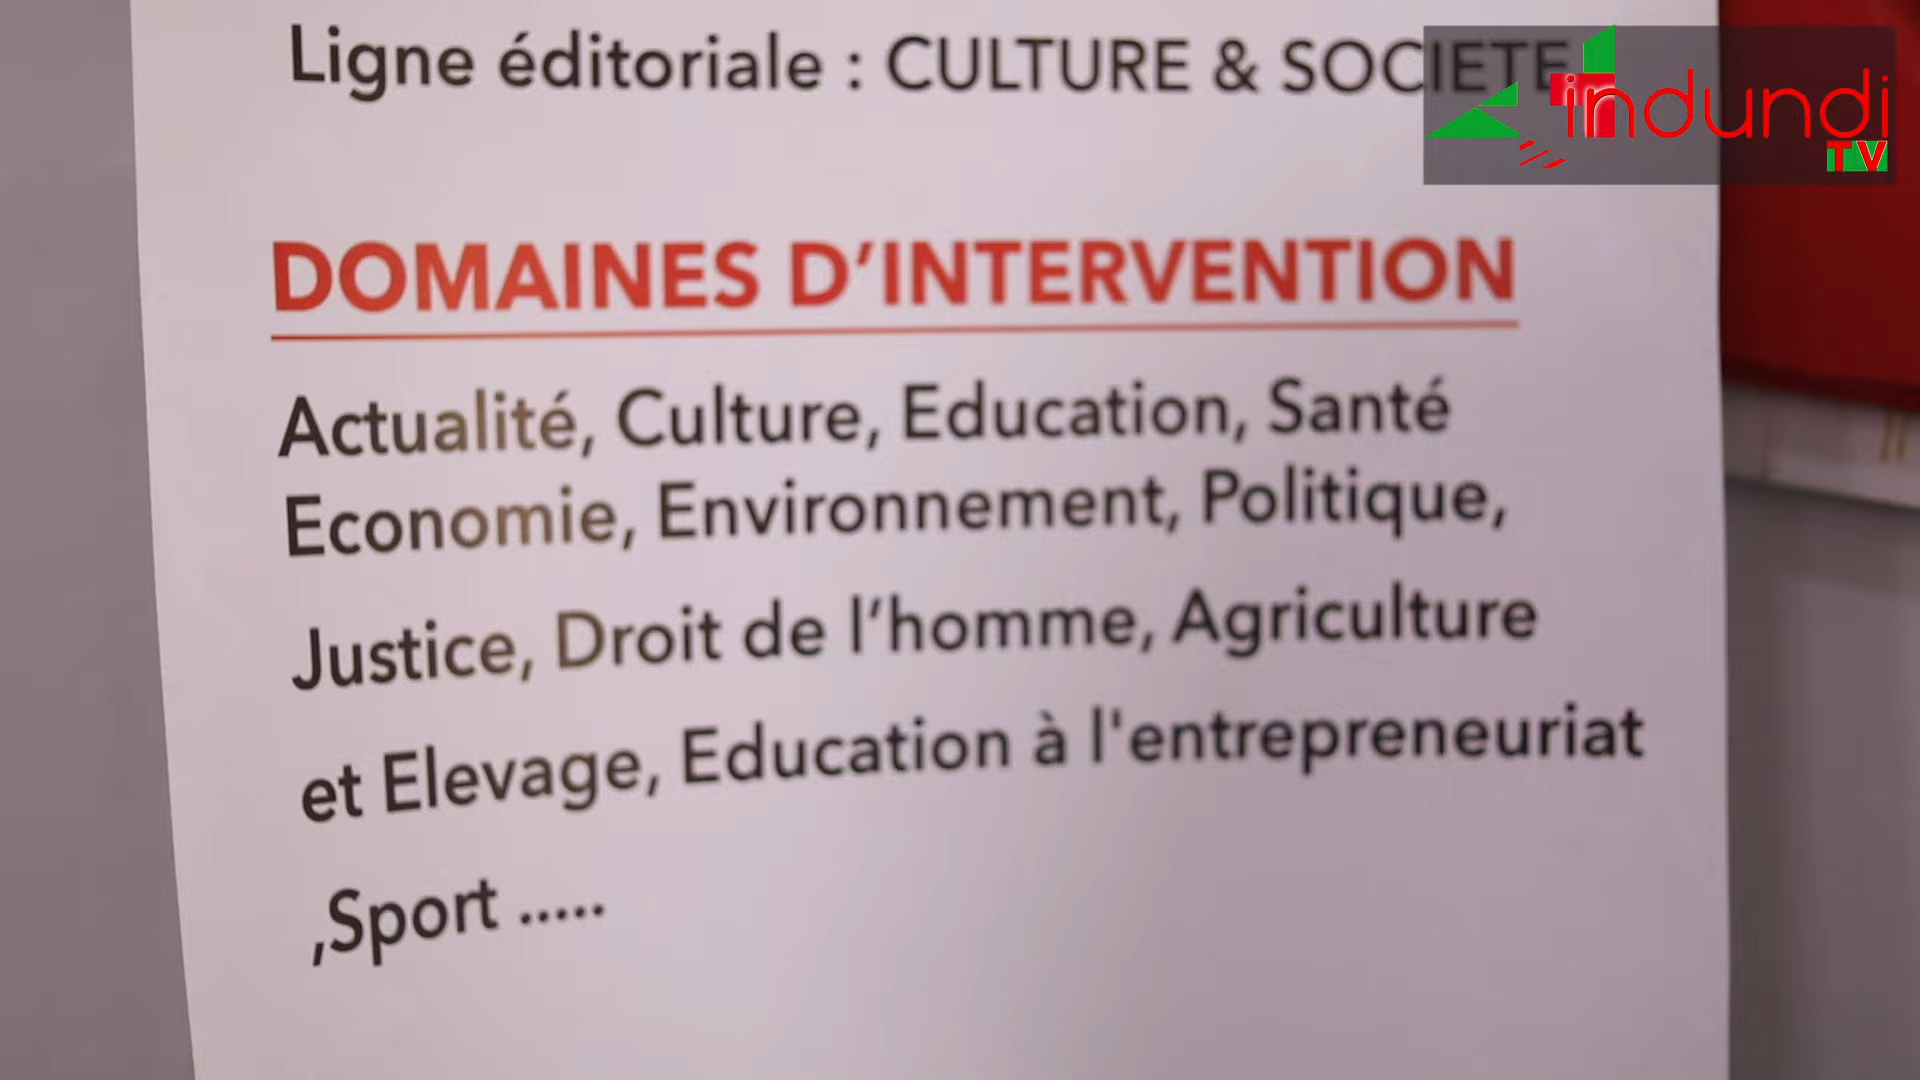 Ligne éditoriale : CULTURE & SOCIETE
indundi
TV
DOMAINES D’INTERVENTION
Actualité, Culture, Education, Santé
Economie, Environnement, Politique,
Justice, Droit de l’homme, Agriculture
et Elevage, Education à l'entrepreneuriat
,Sport .....